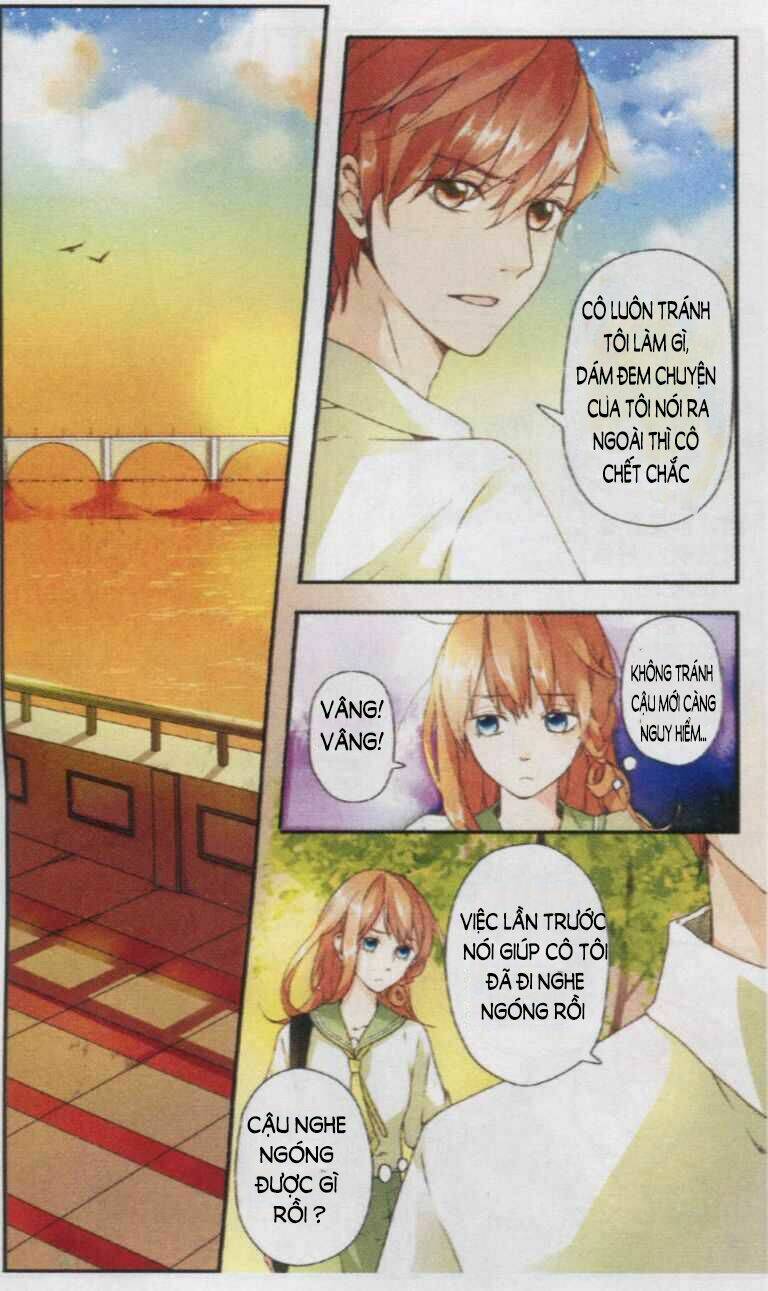 CÔ LUÔN TRÁNH
TÔI LÀM GÌ,
DÁM ĐEM CHUYỆN
CỦA TÔI NÓI RA
NGOÀI THÌ CÔ
CHẾT CHẮC
KHÔNG TRÁNH
CẬU MỚI CÀNG
NGUY HIỂM...
VÂNG!
VÂNG!
VIỆC LẦN TRƯỚC
NÓI GIÚP CÔ TÔI
ĐÃ ĐI NGHE
NGÓNG RỒI
CẬU NGHE
NGÓNG
ĐƯỢC GÌ
RỒI ?